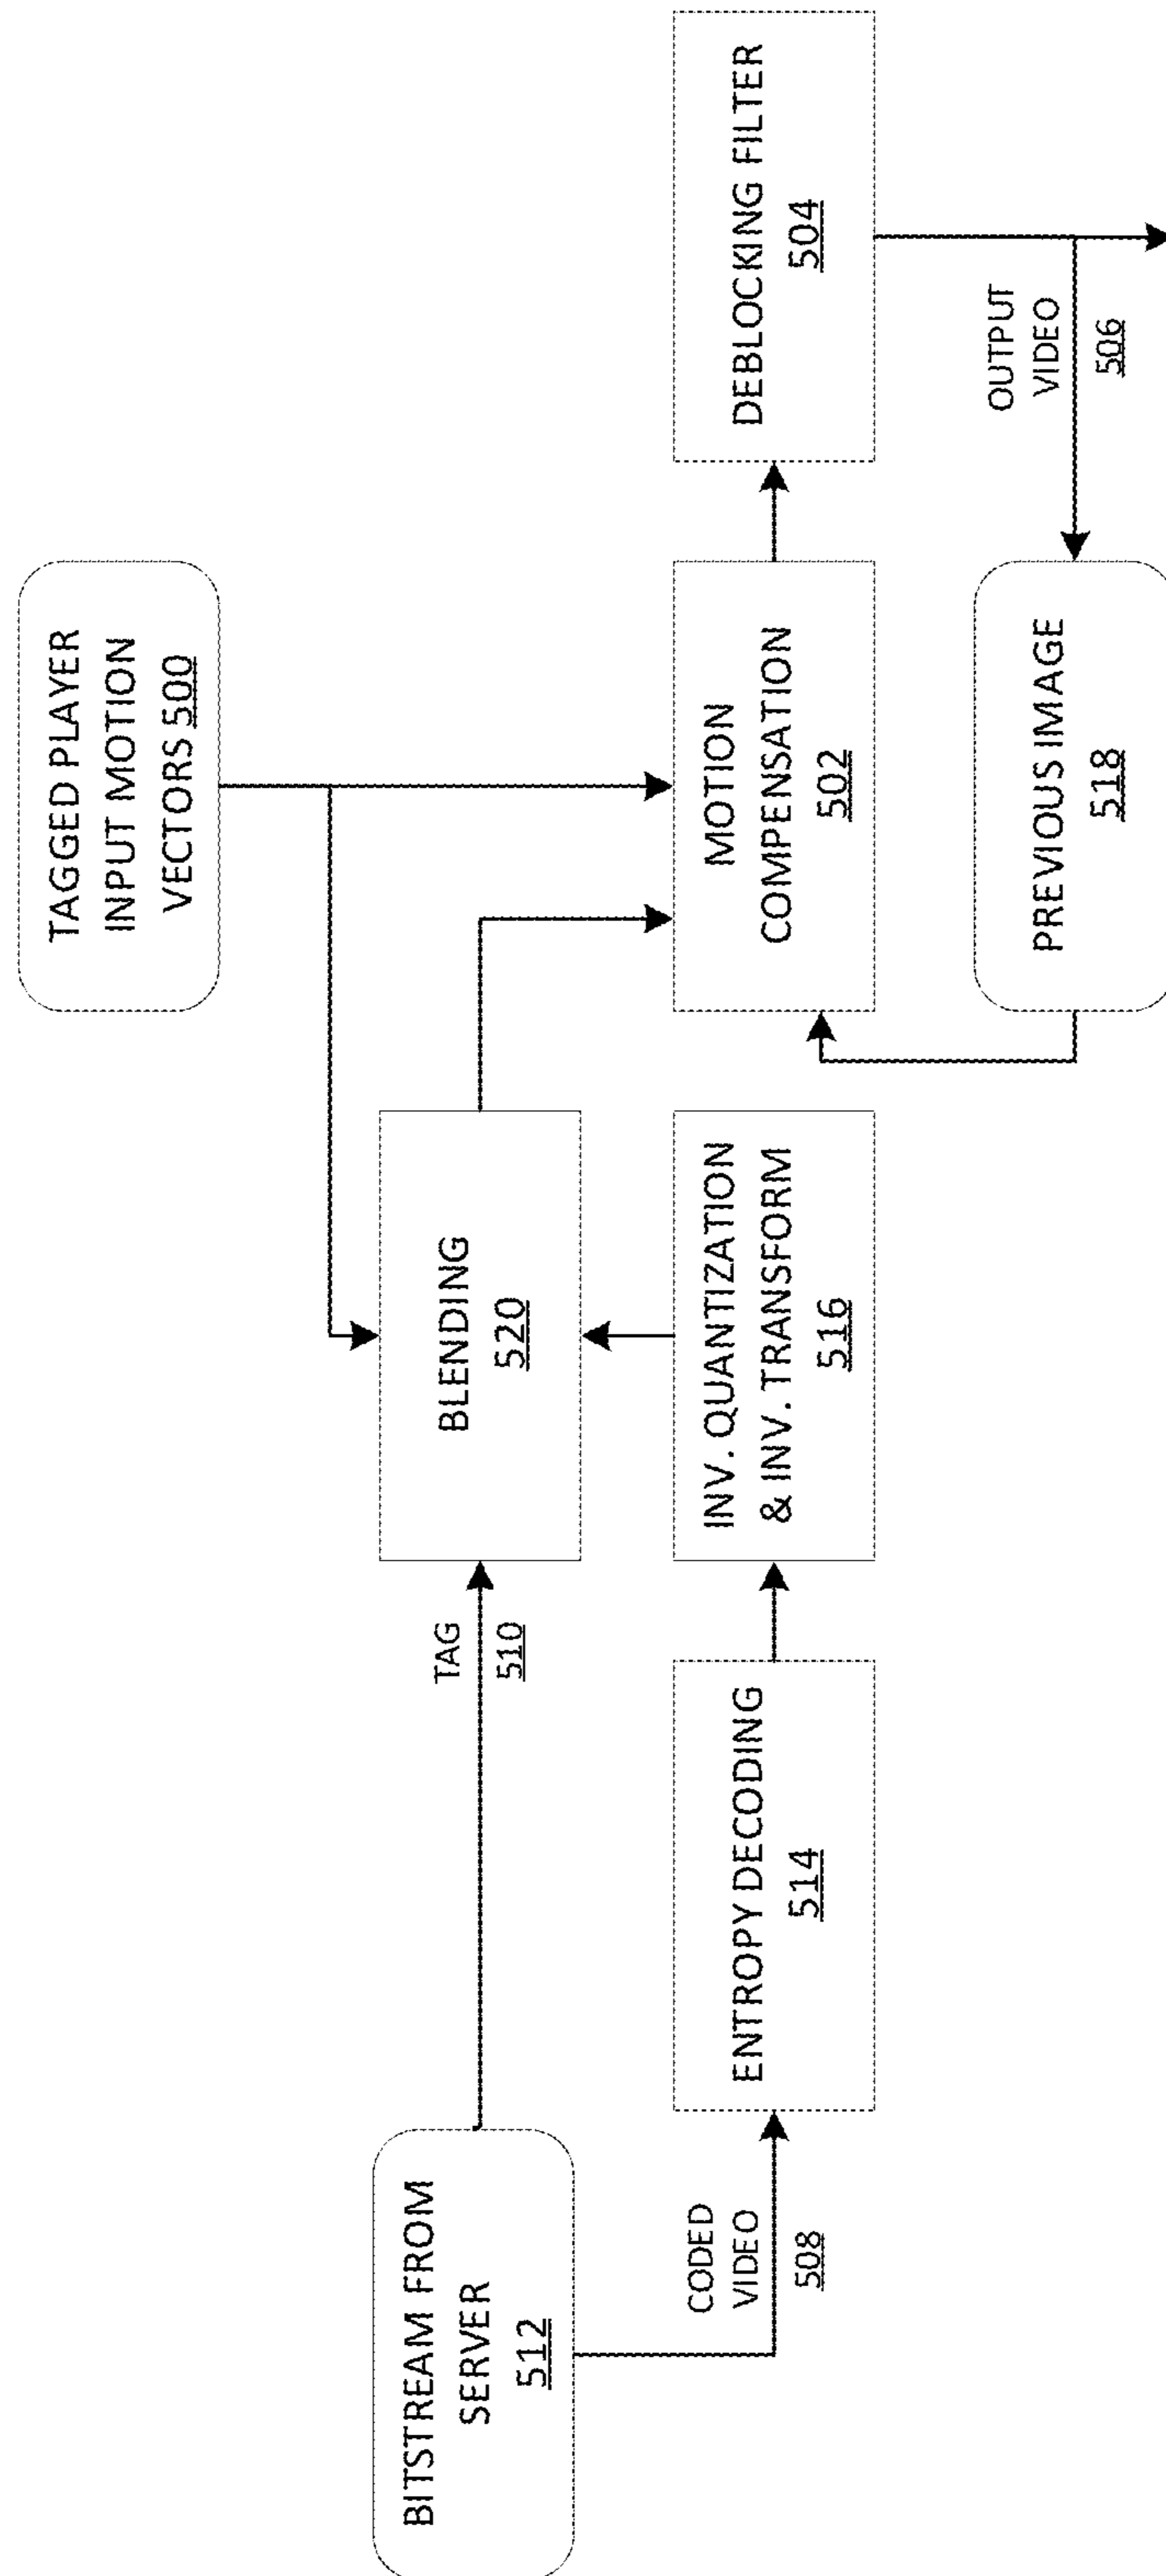 TAGGED PLAYER
INPUT MOTION
VECTORS 500
BITSTREAM FROM
SERVER
512
TAG
510
BLENDING
520
CODED
VIDEO
508
ENTROPY DECODING
514
INV. QUANTIZATION
& INV. TRANSFORM
516
MOTION
COMPENSATION
502
DEBLOCKING FILTER
504
PREVIOUS IMAGE
518
OUTPUT
VIDEO
506